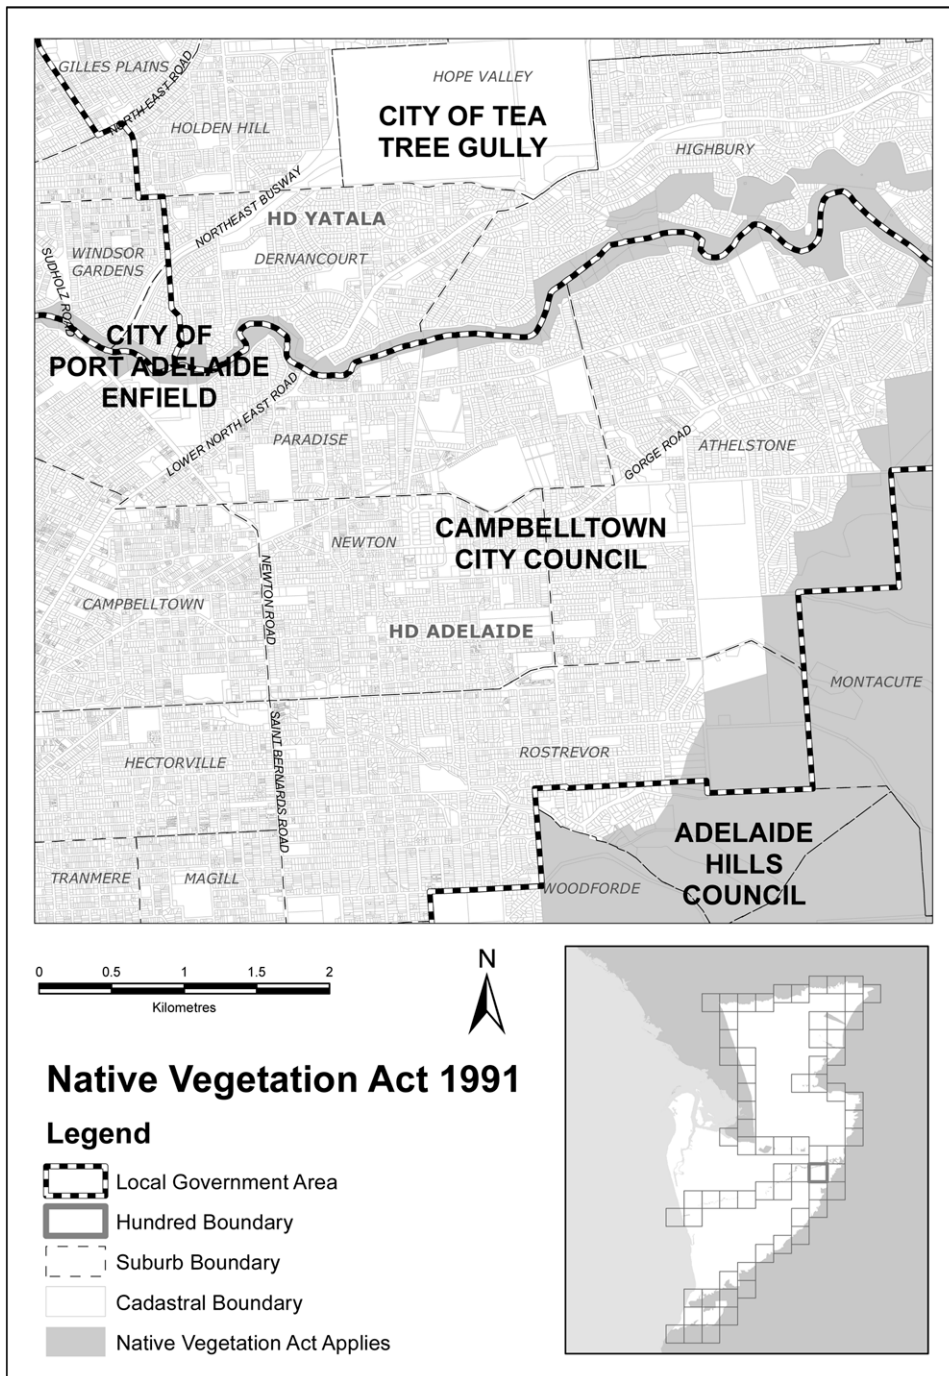 GILLES PLAINS
NORTH EAST ROAD
HOLDEN HILL
HOPE VALLEY
CITY OF TEA
TREE GULLY
HIGHBURY
NORTHEAST BUSWAY
HD YATALA
DERNANCOURT
WINDSOR
GARDENS
SUDHOLZ ROAD
CITY OF
PORT ADELAIDE
ENFIELD
LOWER NORTH EAST ROAD
PARADISE
GORGE ROAD
ATHELSTONE
CAMPBELLTOWN
CITY COUNCIL
NEWTON
NEWTON ROAD
CAMPBELLTOWN
HD ADELAIDE
MONTACUTE
SAINT BERNARDS ROAD
HECTORVILLE
ROSTREVOR
TRANMERE
MAGILL
WOODFORDE
ADELAIDE
HILLS
COUNCIL
0 0.5 1 1.5 2
Kilometres
N
Native Vegetation Act 1991
Legend
Local Government Area
Hundred Boundary
Suburb Boundary
Cadastral Boundary
Native Vegetation Act Applies